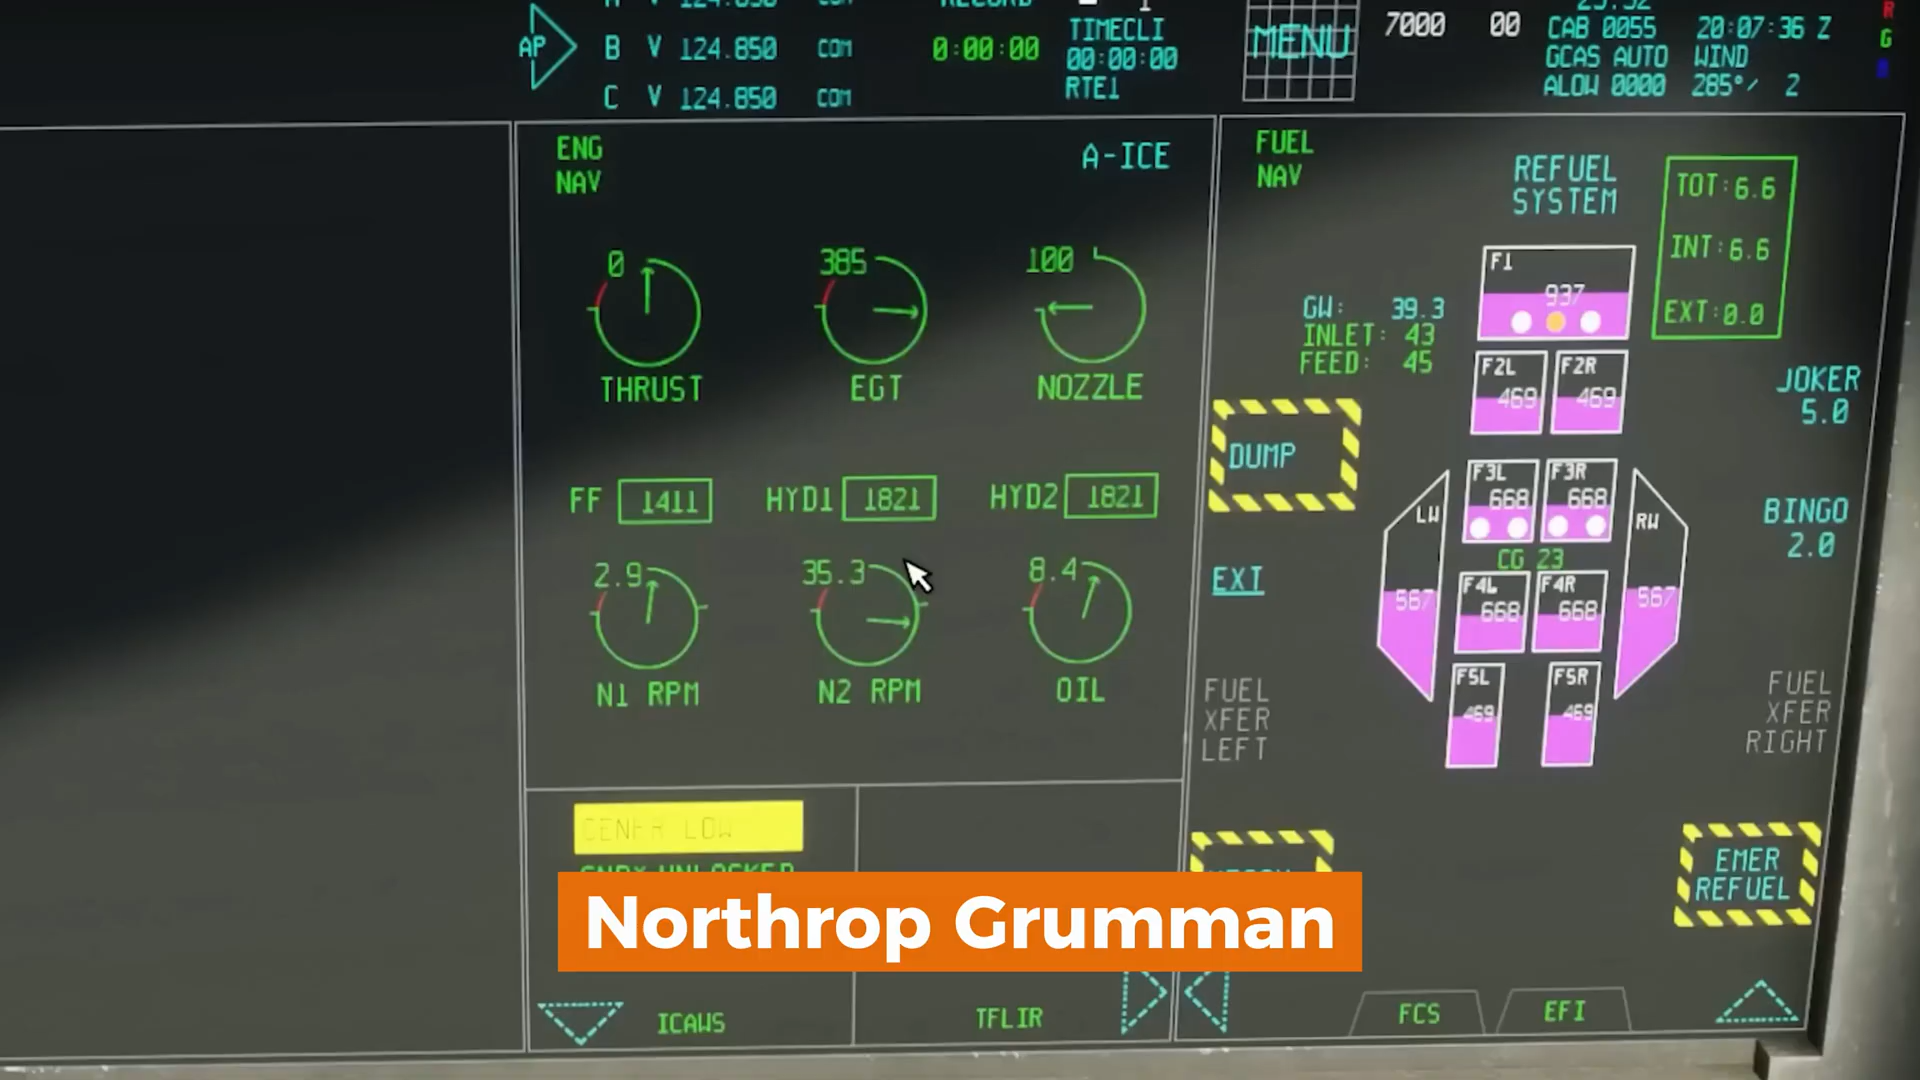 V 124.850 COM
B V 124.850 COM
C V 124.850 COM
AP
RECORD
0:00:00
TIMECLI
00:00:00
RTE1
MENU
7000 00
CAB 0055
GCAS AUTO
ALOW 0000
20:07:36 Z
WIND
285°/ 2
R
G
ENG
NAV
A-ICE
0
THRUST
385
EGT
100
NOZZLE
FF 1411
HYD1 1821
HYD2 1821
2.9
N1 RPM
35.3
N2 RPM
8.4
OIL
FUEL
NAV
REFUEL
SYSTEM
TOT:6.6
INT:6.6
EXT:0.0
GW: 39.3
INLET: 43
FEED: 45
F1
937
F2L
469
F2R
469
JOKER
5.0
DUMP
F3L
668
F3R
668
LW
RW
BINGO
2.0
CG 23
EXT
567
F4L
668
F4R
668
567
F5L
469
F5R
469
FUEL
XFER
LEFT
FUEL
XFER
RIGHT
LOW
UNLOCKED
EMER
REFUEL
Northrop Grumman
ICAWS
TFLIR
FCS
EFI